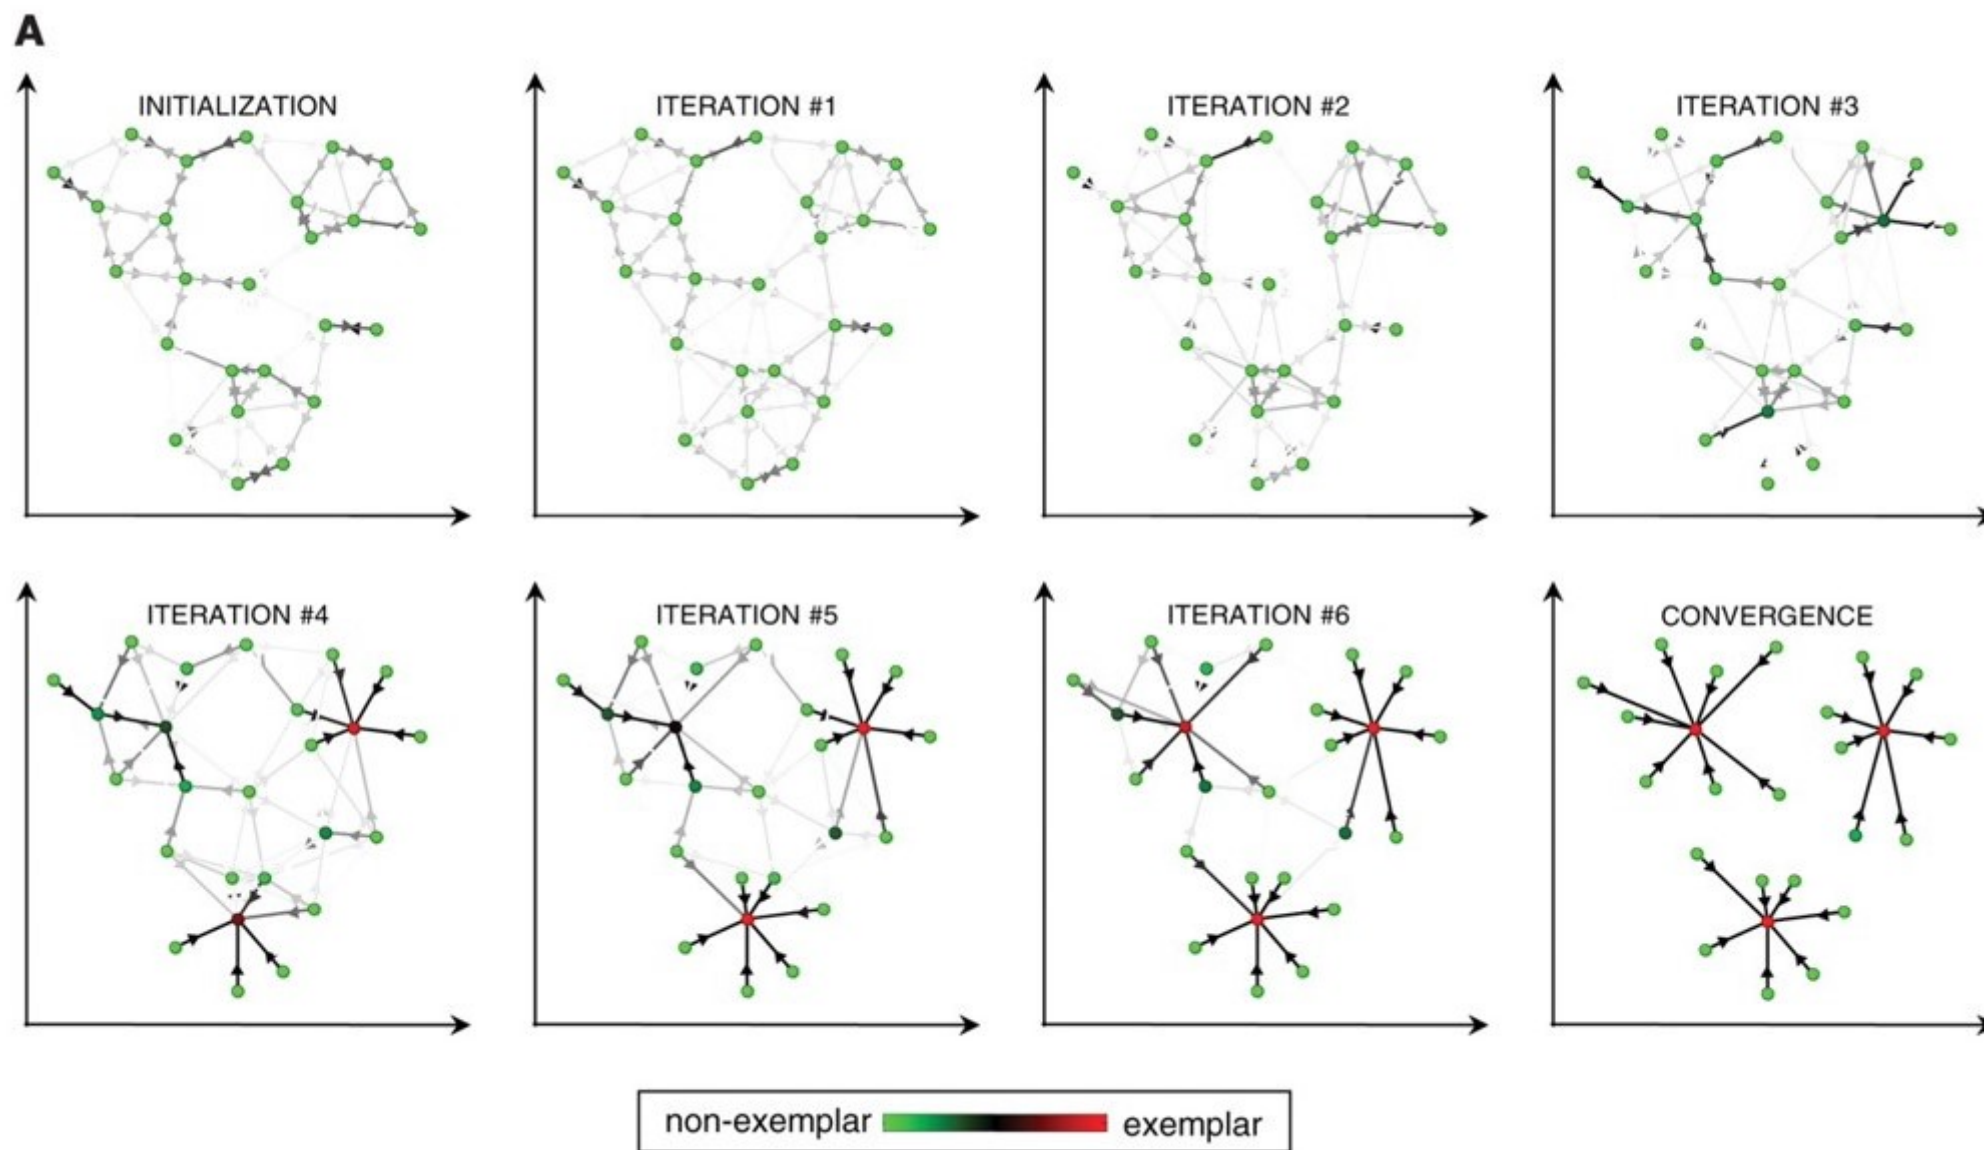 A
INITIALIZATION
ITERATION #1
ITERATION #2
ITERATION #3
ITERATION #4
ITERATION #5
ITERATION #6
CONVERGENCE
non-exemplar
exemplar